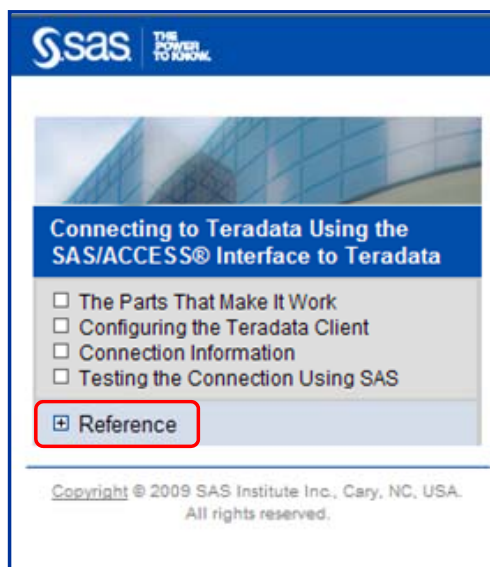 sas THE
POWER
TO KNOW.
Connecting to Teradata Using the
SAS/ACCESS® Interface to Teradata
The Parts That Make It Work
Configuring the Teradata Client
Connection Information
Testing the Connection Using SAS
Reference
Copyright © 2009 SAS Institute Inc., Cary, NC, USA.
All rights reserved.